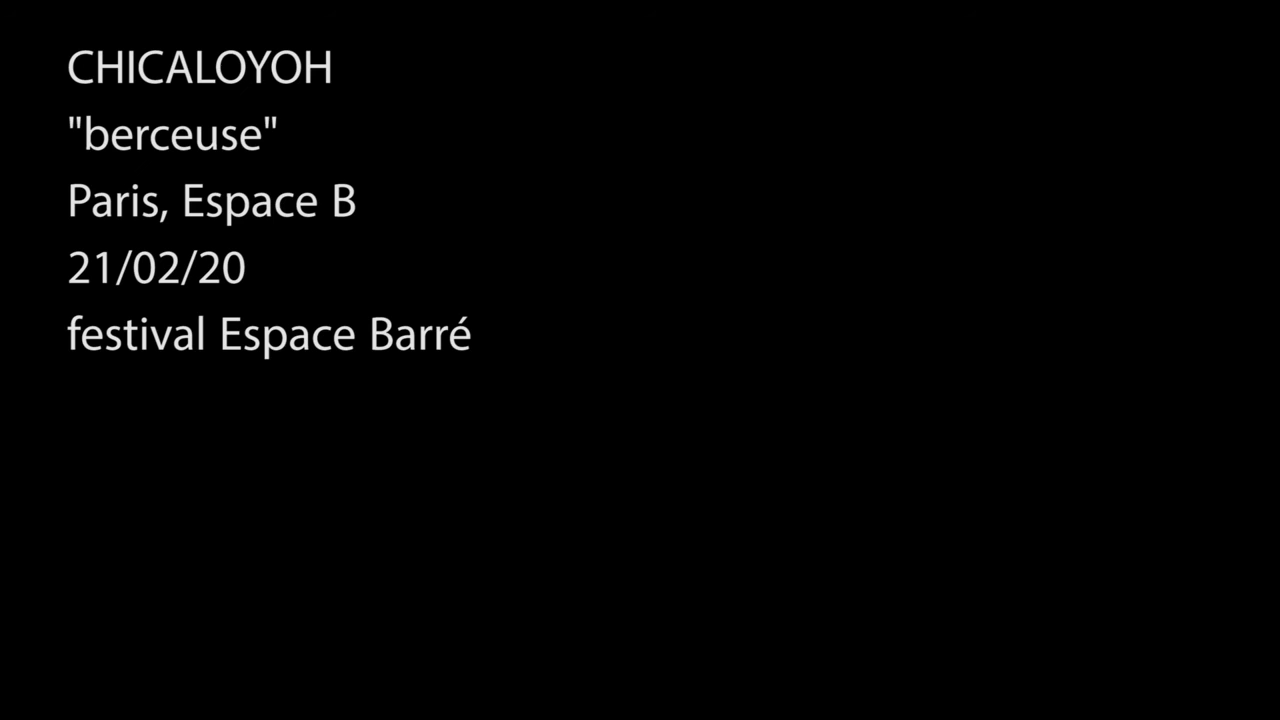 CHICALOYOH
"berceuse"
Paris, Espace B
21/02/20
festival Espace Barré